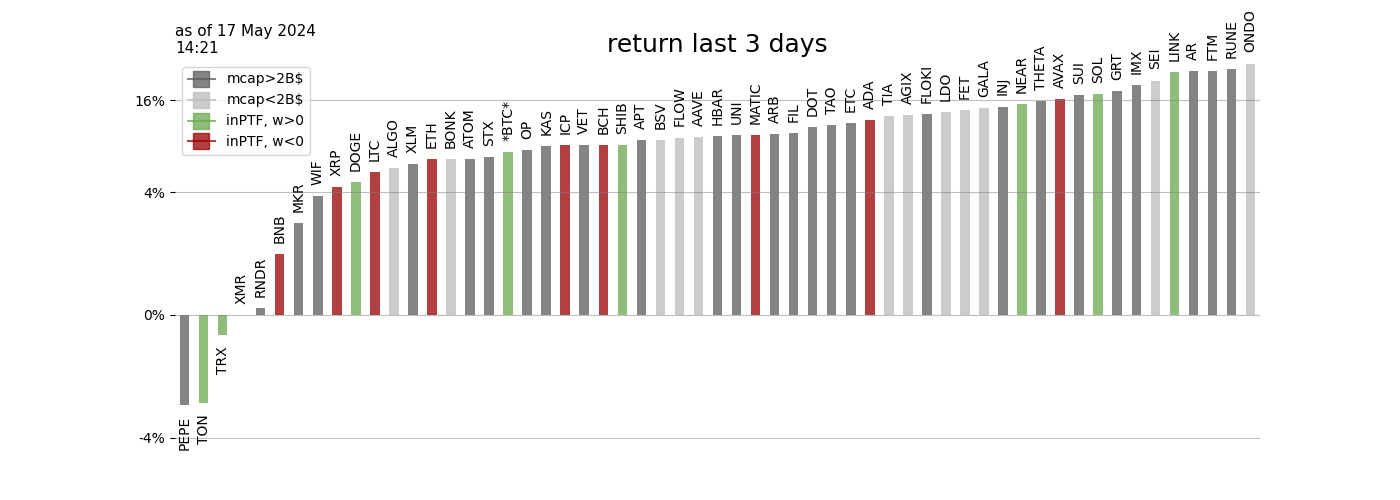 as of 17 May 2024
14:21
return last 3 days
mcap>2B$
mcap<2B$
inPTF, w>0
inPTF, w<0
16%
4%
0%
-4%
PEPE
TON
TRX
XMR
RNDR
BNB
MKR
WIF
XRP
DOGE
LTC
ALGO
XLM
ETH
BONK
ATOM
STX
*BTC*
OP
KAS
ICP
VET
BCH
SHIB
APT
BSV
FLOW
AAVE
HBAR
UNI
MATIC
ARB
FIL
DOT
TAO
ETC
ADA
TIA
AGIX
FLOKI
LDO
FET
GALA
INJ
NEAR
THETA
AVAX
SUI
SOL
GRT
IMX
SEI
LINK
AR
FTM
RUNE
ONDO